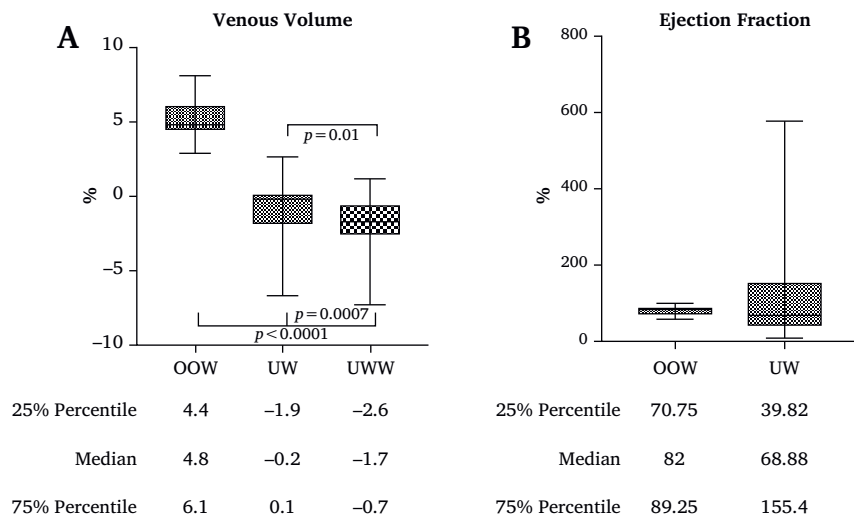 Venous Volume
A
10
5
0
–5
–10
%
p=0.01
p=0.0007
p<0.0001
OOW UW UWW
25% Percentile 4.4 –1.9 –2.6
Median 4.8 –0.2 –1.7
75% Percentile 6.1 0.1 –0.7
Ejection Fraction
B
800
600
400
200
0
%
OOW UW
25% Percentile 70.75 39.82
Median 82 68.88
75% Percentile 89.25 155.4